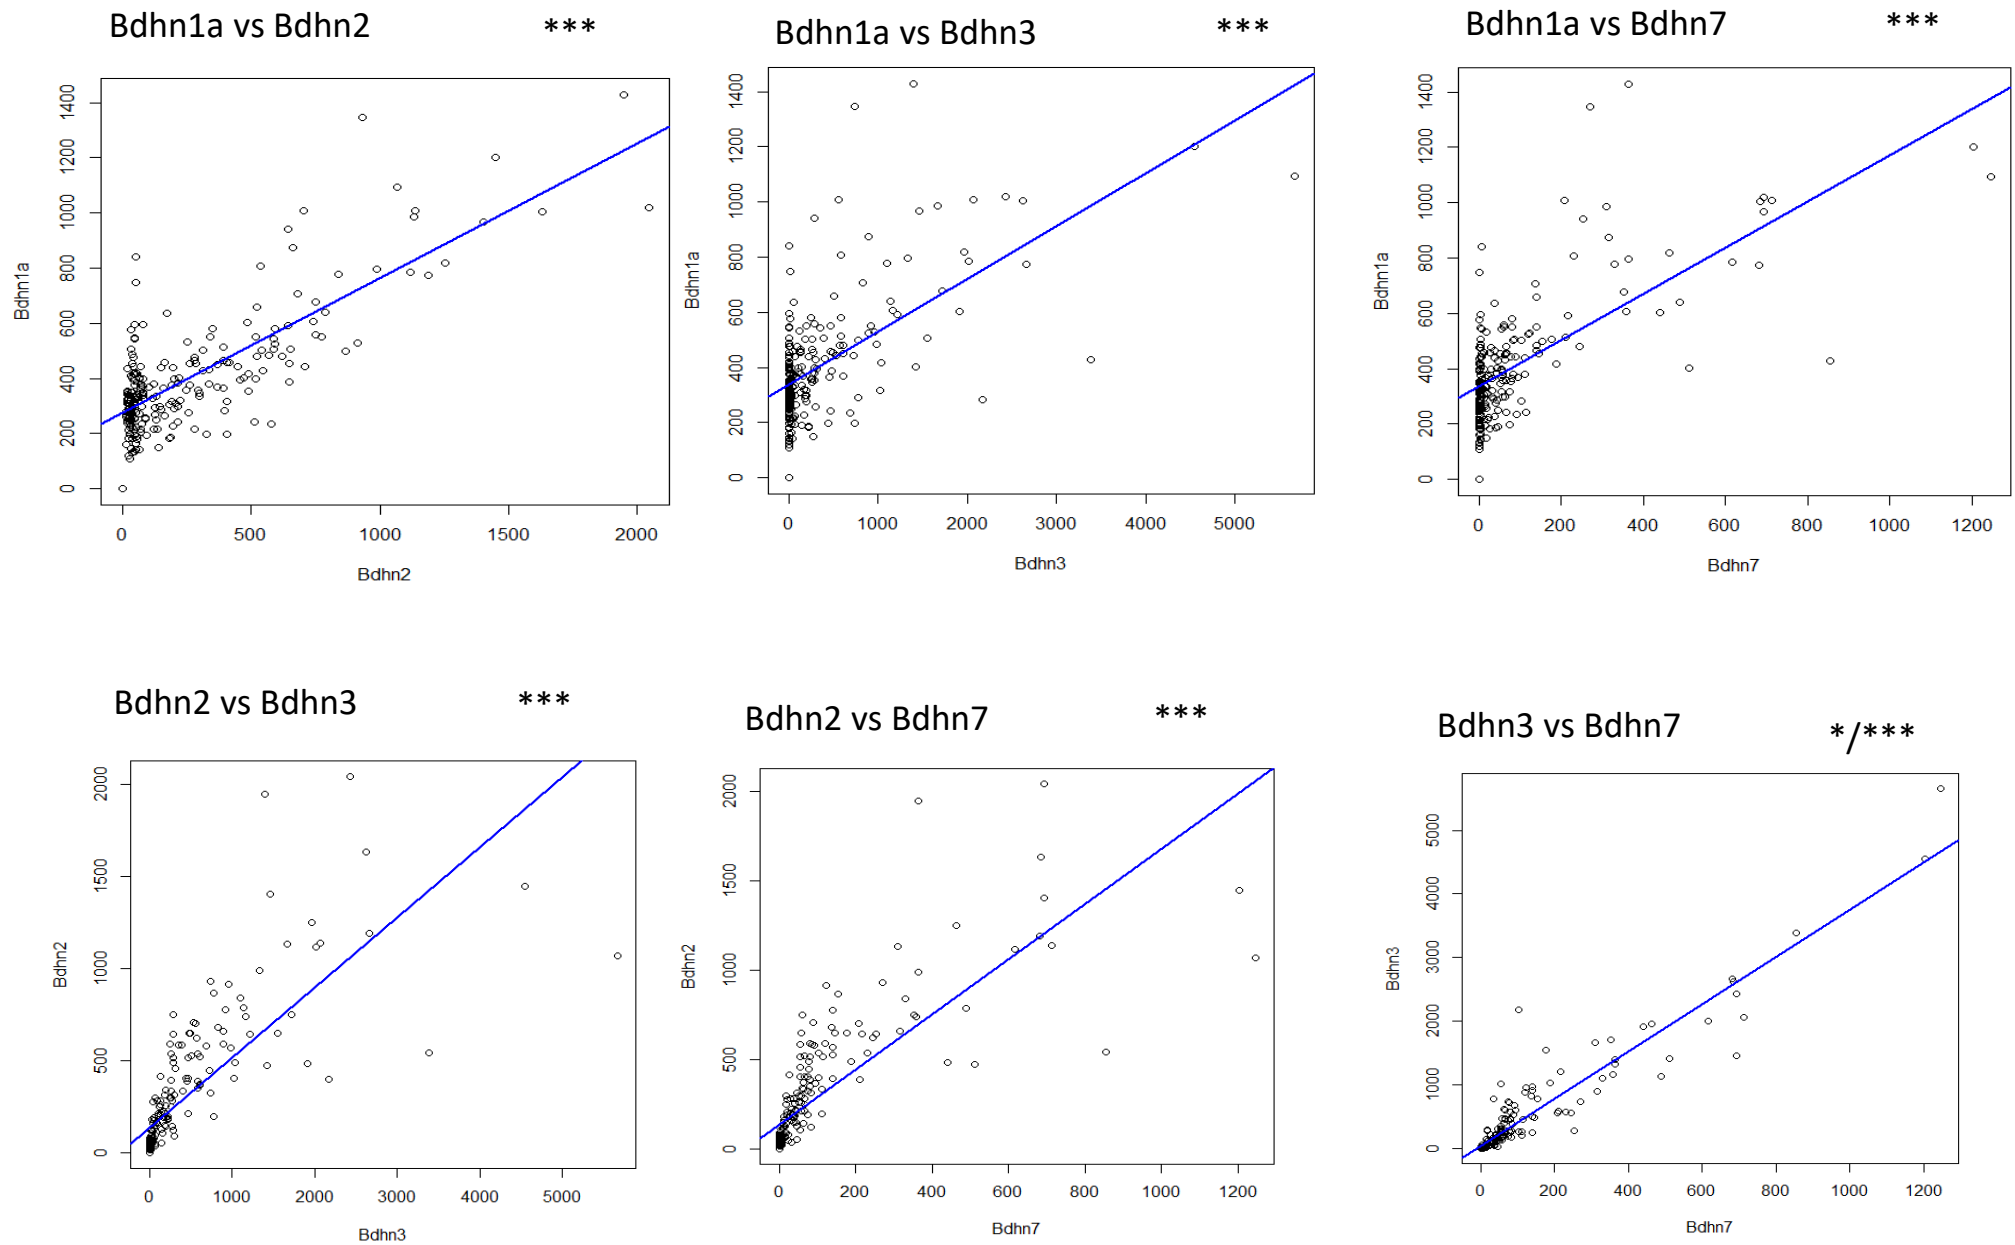 Bdhn1a vs Bdhn2 ***
Bdhn1a vs Bdhn3 ***
Bdhn1a vs Bdhn7 ***
Bdhn1a
0 200 400 600 800 1000 1200 1400
0 500 1000 1500 2000
Bdhn2
Bdhn1a
0 200 400 600 800 1000 1200 1400
0 1000 2000 3000 4000 5000
Bdhn3
Bdhn1a
0 200 400 600 800 1000 1200 1400
0 200 400 600 800 1000 1200
Bdhn7
Bdhn2 vs Bdhn3 ***
Bdhn2 vs Bdhn7 ***
Bdhn3 vs Bdhn7 */***
Bdhn2
0 500 1000 1500 2000
0 1000 2000 3000 4000 5000
Bdhn3
Bdhn2
0 500 1000 1500 2000
0 200 400 600 800 1000 1200
Bdhn7
Bdhn3
0 1000 2000 3000 4000 5000
0 200 400 600 800 1000 1200
Bdhn7